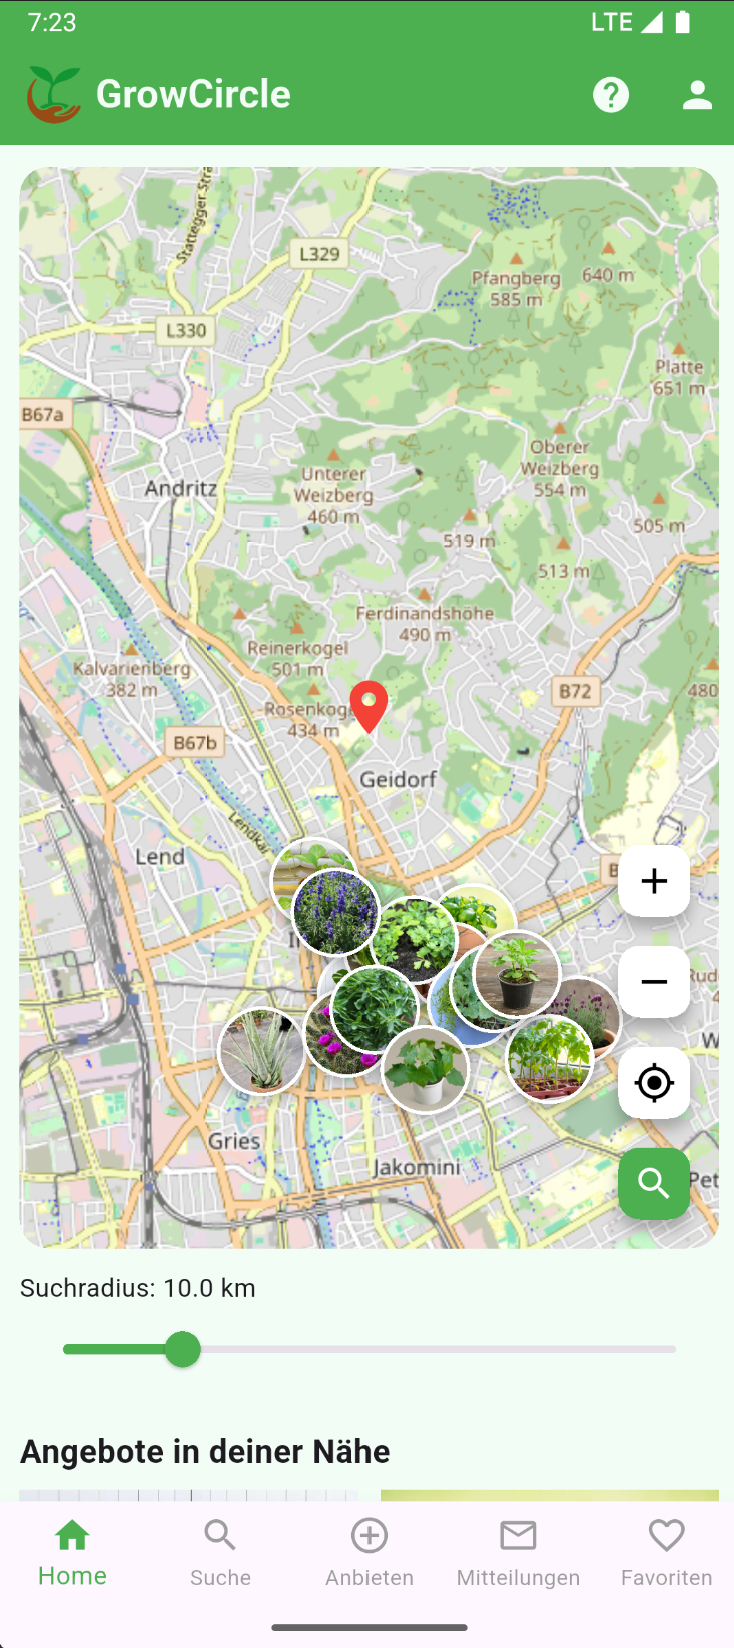 7:23
LTE
GrowCircle
Stattegger Stra
L329
Pfangberg
585 m
640 m
L330
Platte
651 m
B67a
Oberer
Weizberg
554 m
Unterer
Weizberg
460 m
Andritz
505 m
519 m
513 m
Ferdinandshöhe
490 m
Reinerkogel
501 m
Kalvarienberg
382 m
B72
480
Rosenkog
434 m
B67b
Geidorf
Lendkai
Lend
B
Gries
Jakomini
Pet
Suchradius: 10.0 km
Angebote in deiner Nähe
Home
Suche
Anbieten
Mitteilungen
Favoriten